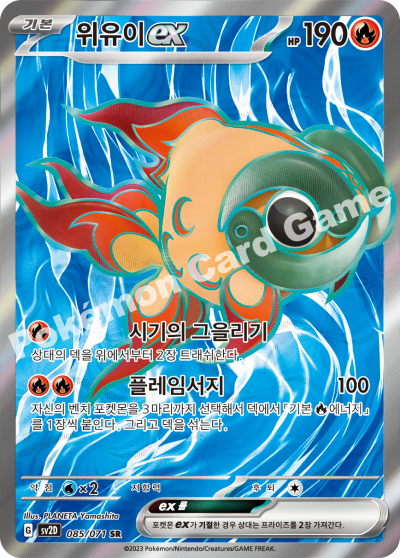 기본 위유이ex HP190
Pokémon Card Game
시기의 그을리기
상대의 덱을 위에서부터 2장 트래쉬한다.
플레임서지 100
자신의 벤치 포켓몬을 3마리까지 선택해서 덱에서 「기본 에너지」
를 1장씩 붙인다. 그리고 덱을 섞는다.
약점 ×2 저항력 후퇴
Illus. PLANETA Yamashita
G sv2D 085/071 SR
ex 룰
포켓몬 ex가 기절한 경우 상대는 프라이즈를 2장 가져간다.
©2023 Pokémon/Nintendo/Creatures/GAME FREAK.